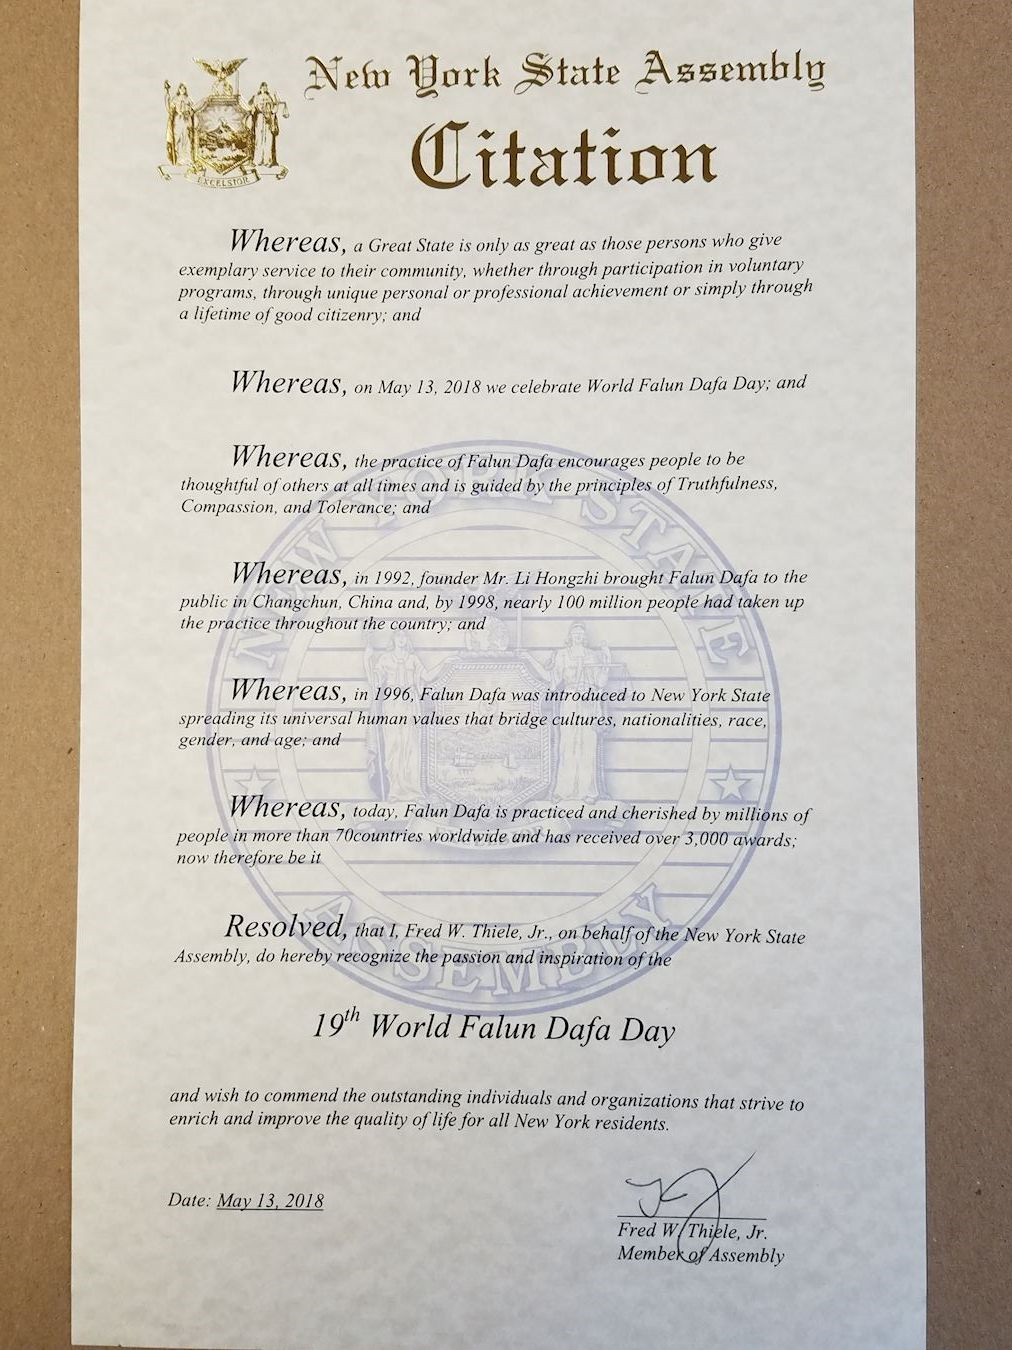 New York State Assembly
Citation
EXCELSIOR
Whereas, a Great State is only as great as those persons who give
exemplary service to their community, whether through participation in voluntary
programs, through unique personal or professional achievement or simply through
a lifetime of good citizenry; and
Whereas, on May 13, 2018 we celebrate World Falun Dafa Day; and
Whereas, the practice of Falun Dafa encourages people to be
thoughtful of others at all times and is guided by the principles of Truthfulness,
Compassion, and Tolerance; and
Whereas, in 1992, founder Mr. Li Hongzhi brought Falun Dafa to the
public in Changchun, China and, by 1998, nearly 100 million people had taken up
the practice throughout the country; and
Whereas, in 1996, Falun Dafa was introduced to New York State
spreading its universal human values that bridge cultures, nationalities, race,
gender, and age; and
Whereas, today, Falun Dafa is practiced and cherished by millions of
people in more than 70countries worldwide and has received over 3,000 awards;
now therefore be it
Resolved, that I, Fred W. Thiele, Jr., on behalf of the New York State
Assembly, do hereby recognize the passion and inspiration of the
19th World Falun Dafa Day
and wish to commend the outstanding individuals and organizations that strive to
enrich and improve the quality of life for all New York residents.
Date: May 13, 2018
Fred W. Thiele, Jr.
Member of Assembly
NEW YORK STATE
ASSEMBLY